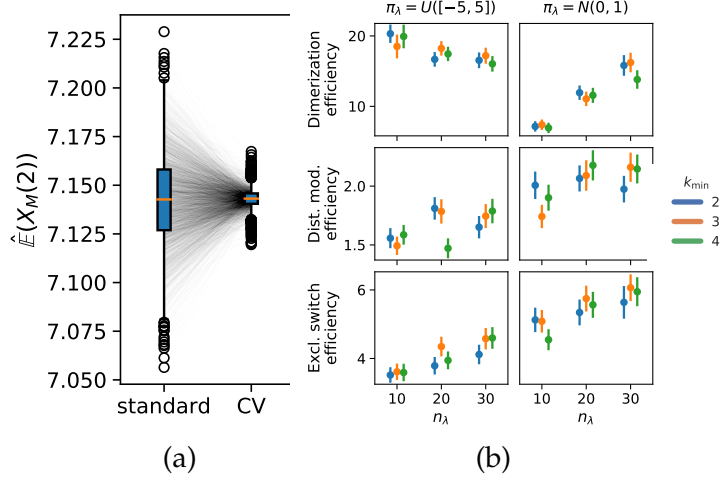 7.225
7.200
7.175
7.150
7.125
7.100
7.075
7.050
𝔼̂(X_M(2))
standard CV
(a)
π_λ = U([−5, 5]) π_λ = N(0, 1)
Dimerization
efficiency
20
10
Dist. mod.
efficiency
2.0
1.5
Excl. switch
efficiency
6
4
10 20 30 10 20 30
n_λ n_λ
k_min
2
3
4
(b)